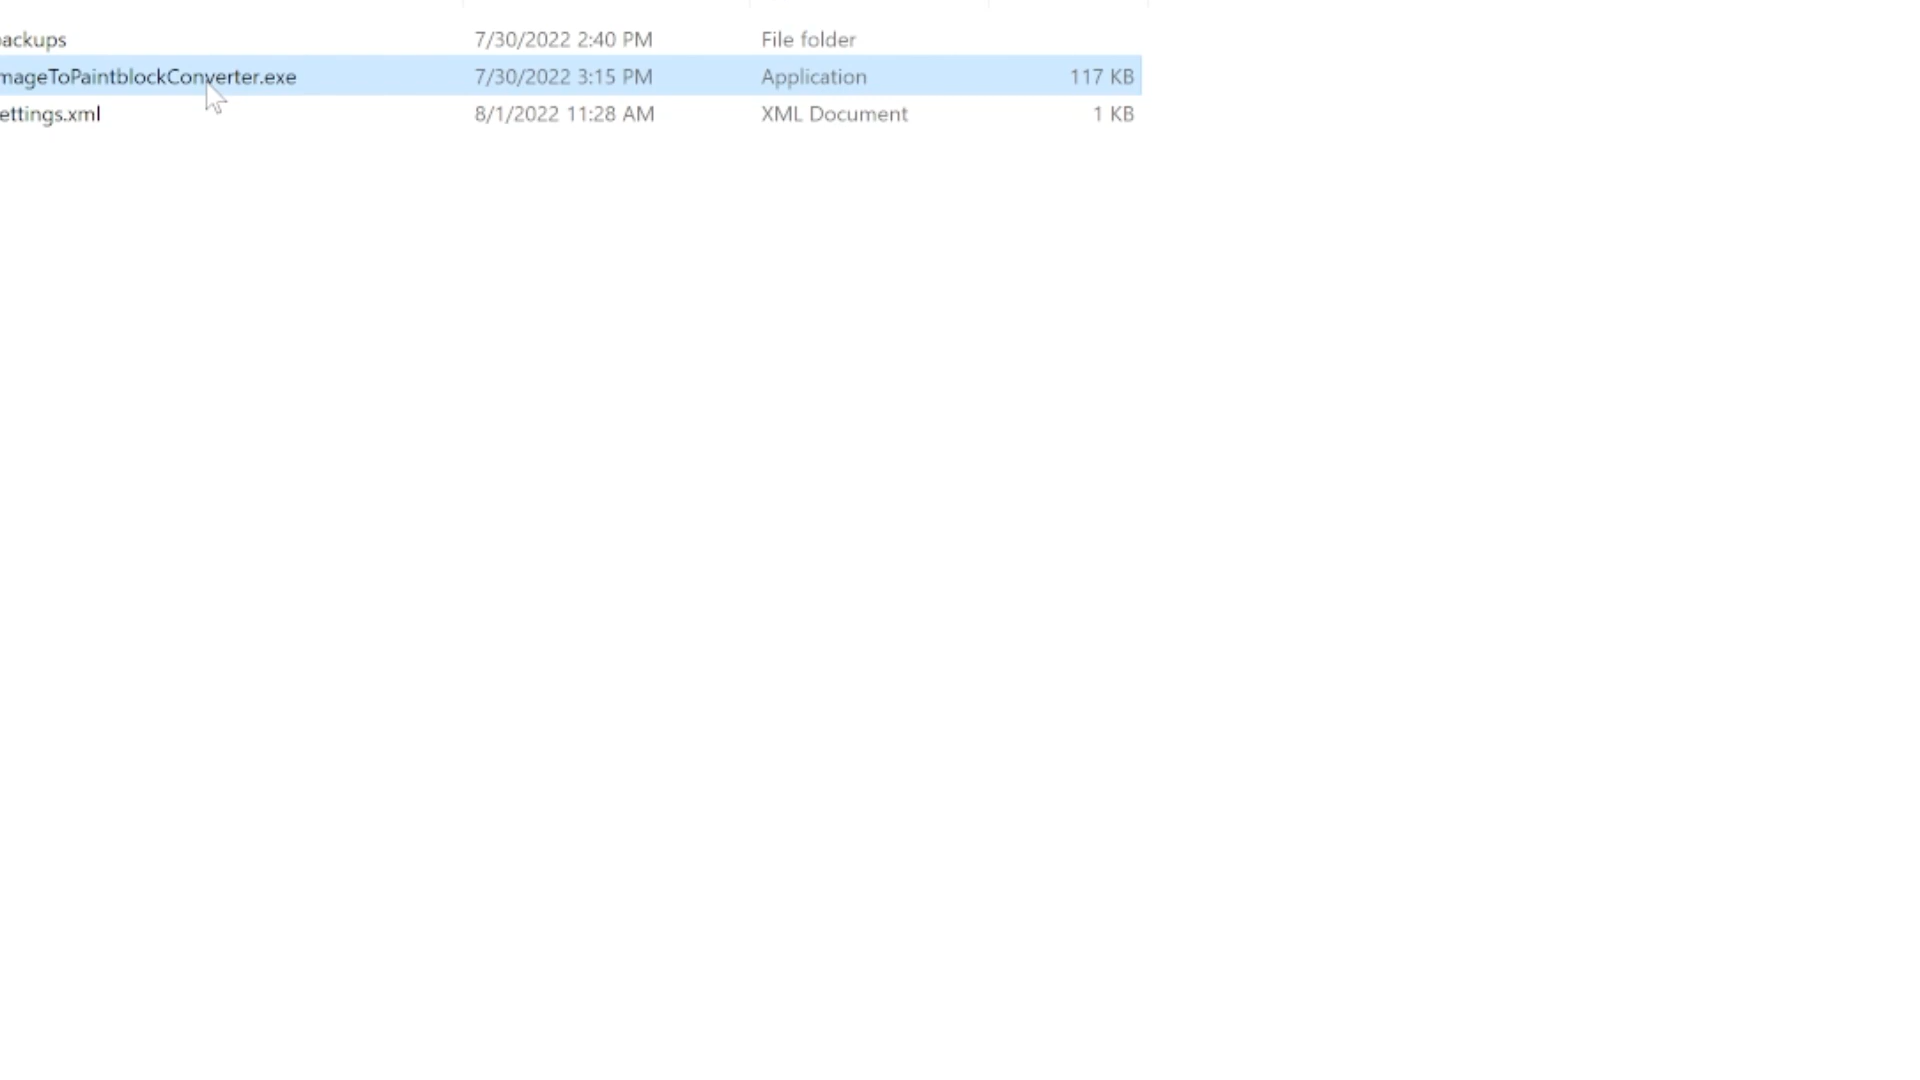 ackups 7/30/2022 2:40 PM File folder
mageToPaintblockConverter.exe 7/30/2022 3:15 PM Application 117 KB
ettings.xml 8/1/2022 11:28 AM XML Document 1 KB